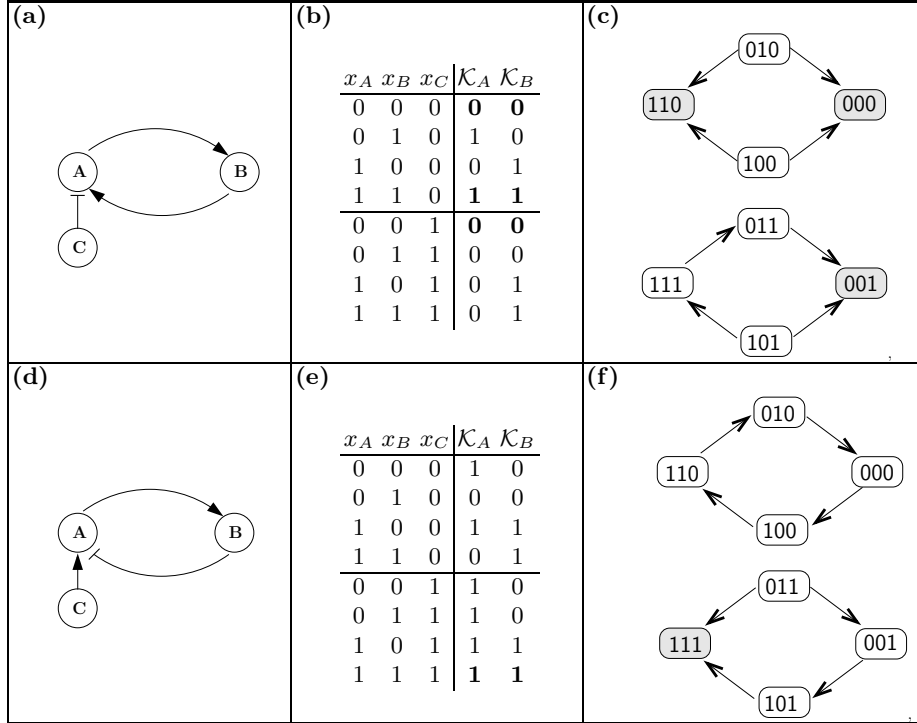 (a)
A
B
C
(b)
x_A x_B x_C K_A K_B
0 0 0 0 0
0 1 0 1 0
1 0 0 0 1
1 1 0 1 1
0 0 1 0 0
0 1 1 0 0
1 0 1 0 1
1 1 1 0 1
(c)
010
110
000
100
011
111
001
101
,
(d)
A
B
C
(e)
x_A x_B x_C K_A K_B
0 0 0 1 0
0 1 0 0 0
1 0 0 1 1
1 1 0 0 1
0 0 1 1 0
0 1 1 1 0
1 0 1 1 1
1 1 1 1 1
(f)
010
110
000
100
011
111
001
101
,